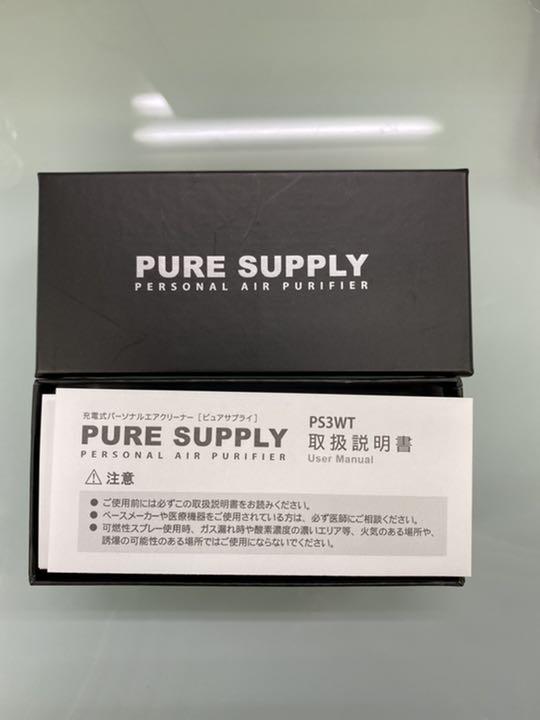 PURE SUPPLY
PERSONAL AIR PURIFIER
充電式パーソナルエアクリーナー［ピュアサプライ］
PURE SUPPLY
PERSONAL AIR PURIFIER
PS3WT
取扱説明書
User Manual
⚠注意
● ご使用前には必ずこの取扱説明書をお読みください。
● ペースメーカーや医療機器をご使用されている方は、必ず医師にご相談ください。
● 可燃性スプレー使用時、ガス漏れ時や酸素濃度の濃いエリア等、火気のある場所や、
誘爆の可能性のある場所ではご使用にならないでください。